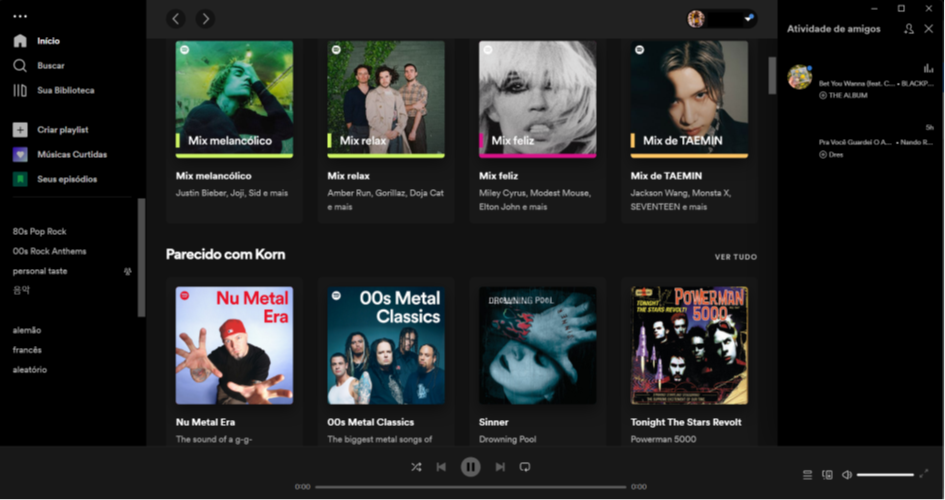 Início
Buscar
Sua Biblioteca
Criar playlist
Músicas Curtidas
Seus episódios
80s Pop Rock
00s Rock Anthems
personal taste
음악
alemão
francês
aleatório
Mix melancólico
Mix relax
Mix feliz
Mix de TAEMIN
Mix melancólico
Justin Bieber, Joji, Sid e mais
Mix relax
Amber Run, Gorillaz, Doja Cat
e mais
Mix feliz
Miley Cyrus, Modest Mouse,
Elton John e mais
Mix de TAEMIN
Jackson Wang, Monsta X,
SEVENTEEN e mais
Parecido com Korn
VER TUDO
Nu Metal
Era
00s Metal
Classics
DROWNING POOL
TONIGHT
THE STARS REVOLT!
POWERMAN
5000
Nu Metal Era
The sound of a g-g-
00s Metal Classics
The biggest metal songs of
Sinner
Drowning Pool
Tonight The Stars Revolt
Powerman 5000
Atividade de amigos
Bet You Wanna (feat. C... • BLACKP...
THE ALBUM
5h
Pra Você Guardei O A... • Nando R...
Dres
0:00
0:00